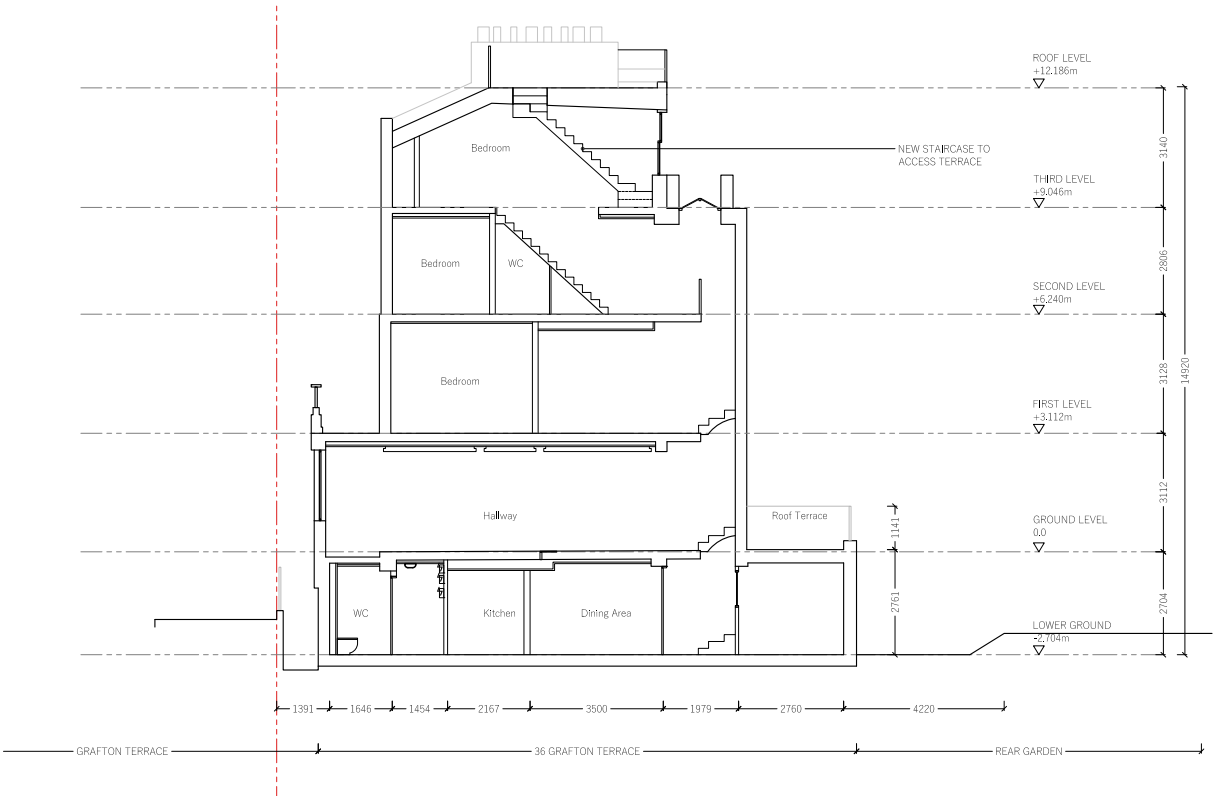 ROOF LEVEL
+12.186m
Bedroom
NEW STAIRCASE TO
ACCESS TERRACE
3140
THIRD LEVEL
+9.046m
Bedroom
WC
2806
SECOND LEVEL
+6.240m
Bedroom
3128
14920
FIRST LEVEL
+3.112m
Hallway
Roof Terrace
1141
3112
GROUND LEVEL
0.0
WC
Kitchen
Dining Area
2761
2704
LOWER GROUND
-2.704m
1391
1646
1454
2167
3500
1979
2760
4220
GRAFTON TERRACE
36 GRAFTON TERRACE
REAR GARDEN